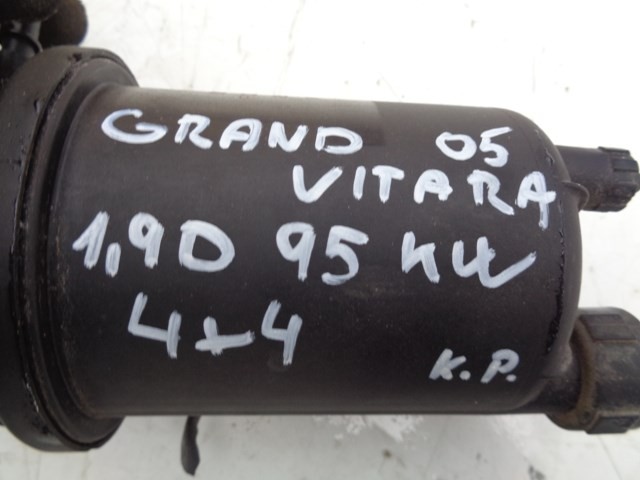 GRAND 05
VITARA
1,9D 95 KW
4x4
K.P.